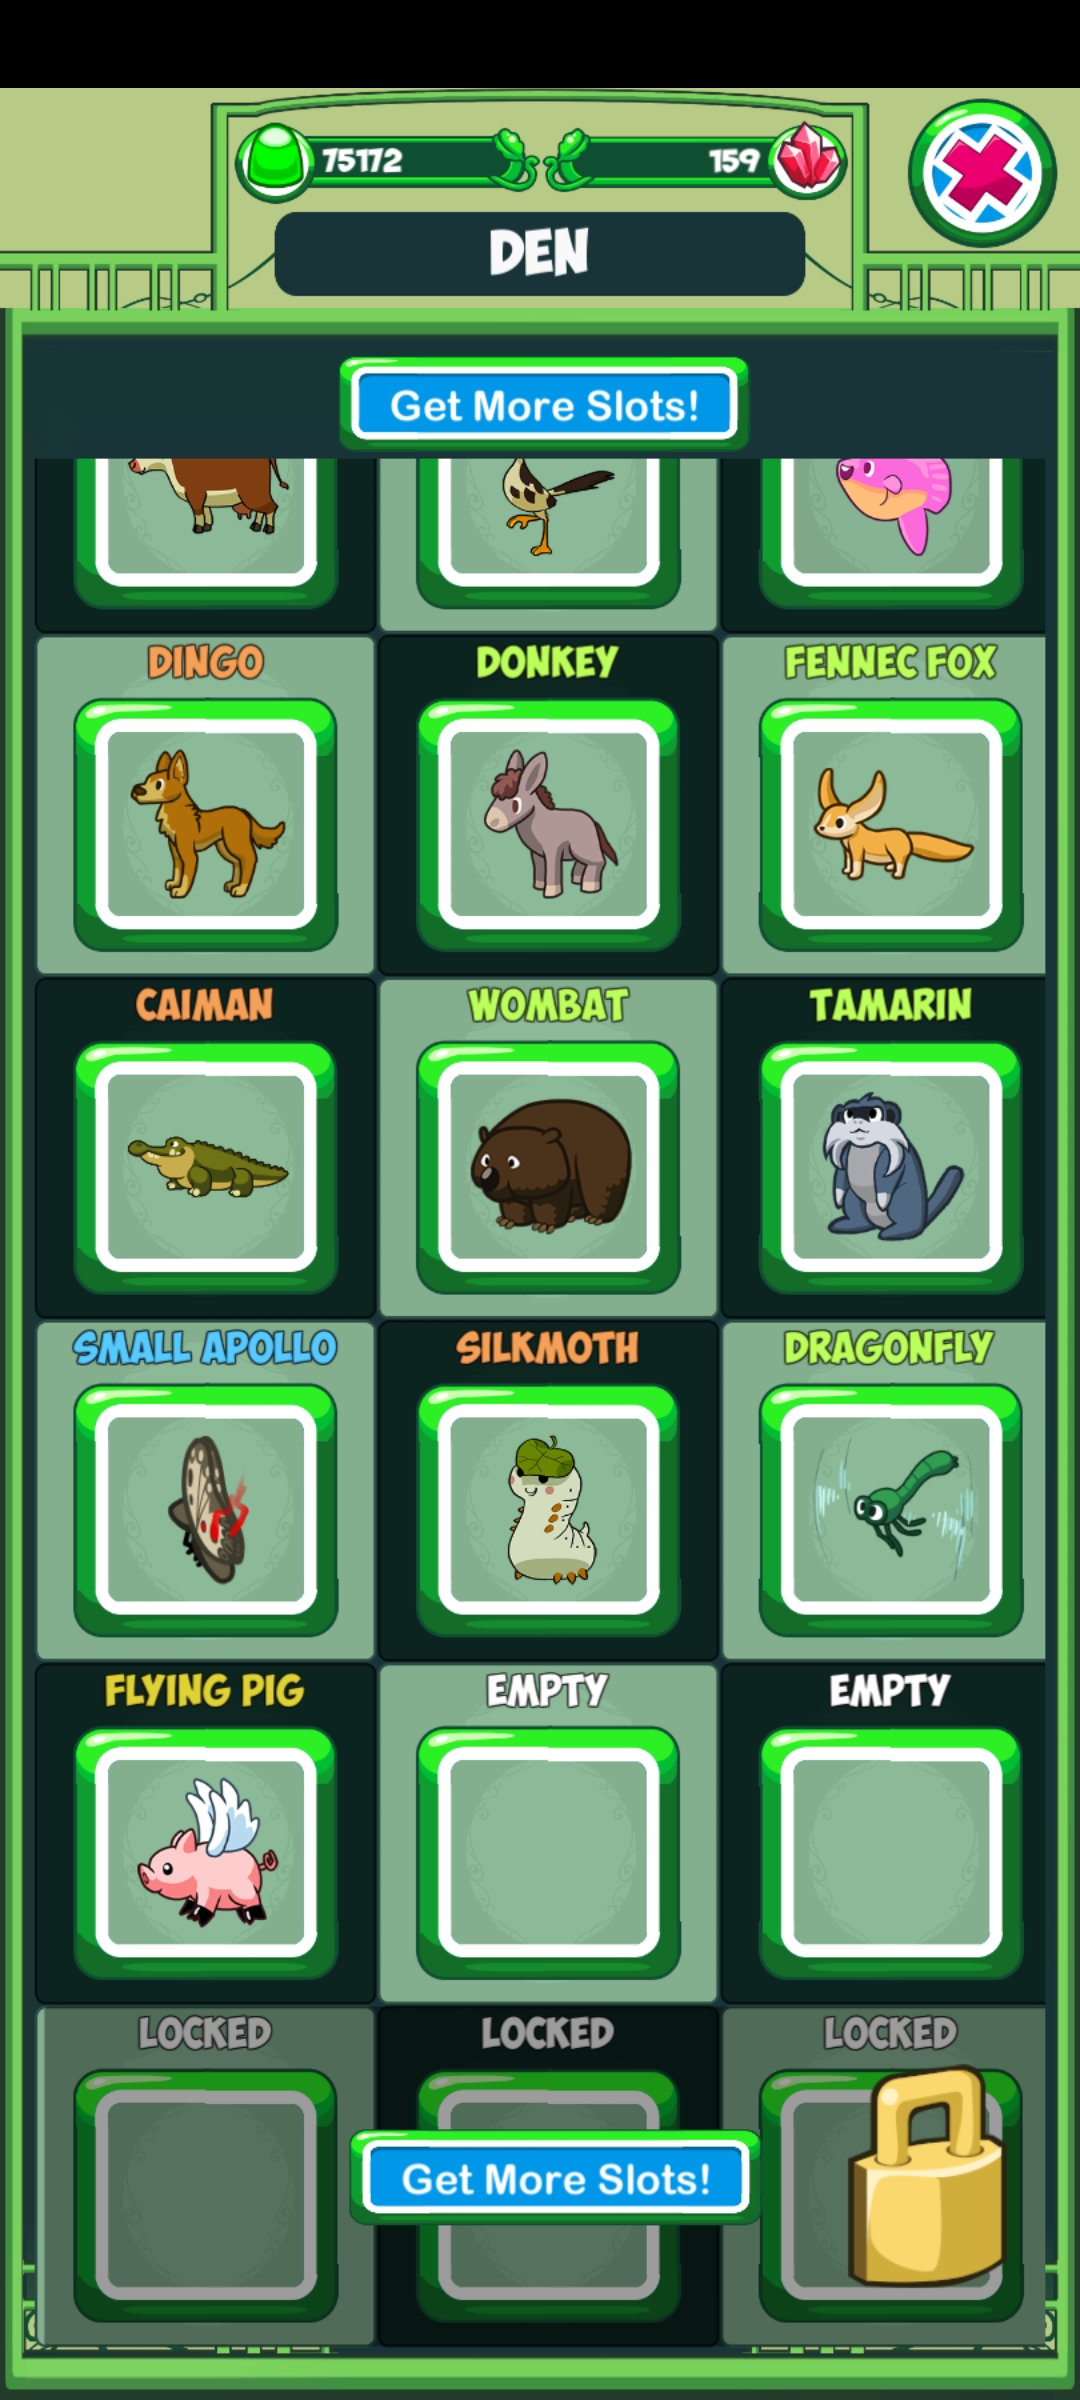 75172
159
DEN
Get More Slots!
DINGO
DONKEY
FENNEC FOX
CAIMAN
WOMBAT
TAMARIN
SMALL APOLLO
SILKMOTH
DRAGONFLY
FLYING PIG
EMPTY
EMPTY
LOCKED
LOCKED
LOCKED
Get More Slots!